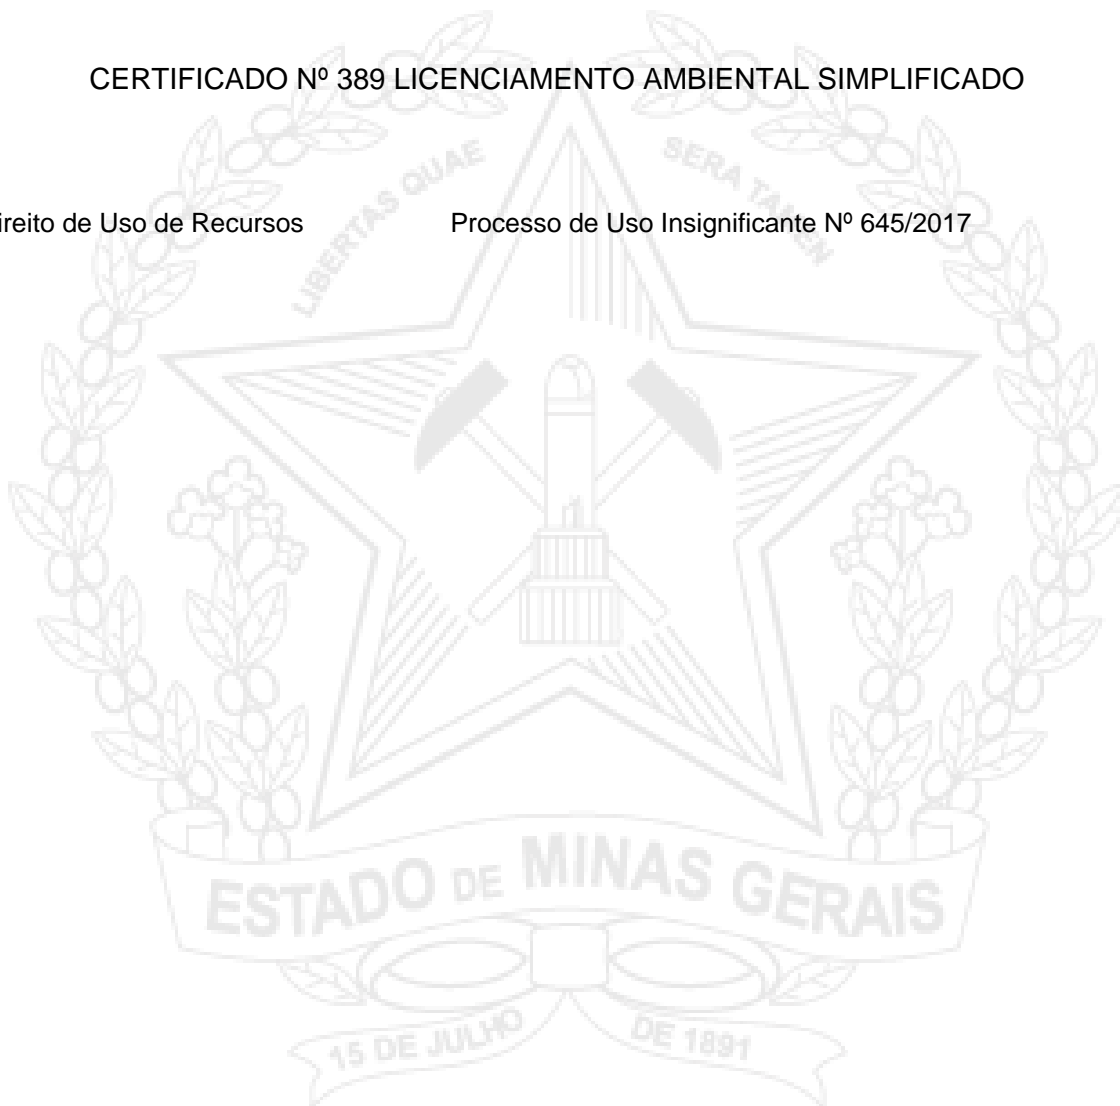 CERTIFICADO Nº 389 LICENCIAMENTO AMBIENTAL SIMPLIFICADO
LIBERTAS QUAE SERA TAMEN
ireito de Uso de Recursos Processo de Uso Insignificante Nº 645/2017
ESTADO DE MINAS GERAIS
15 DE JULHO DE 1891